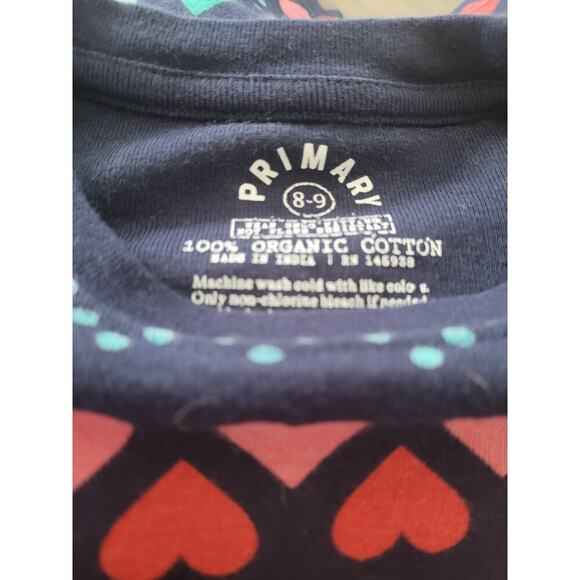 PRIMARY
8-9
100% ORGANIC COTTON
MADE IN INDIA | RN 145938
Machine wash cold with like colo s.
Only non-chlorine bleach if needed